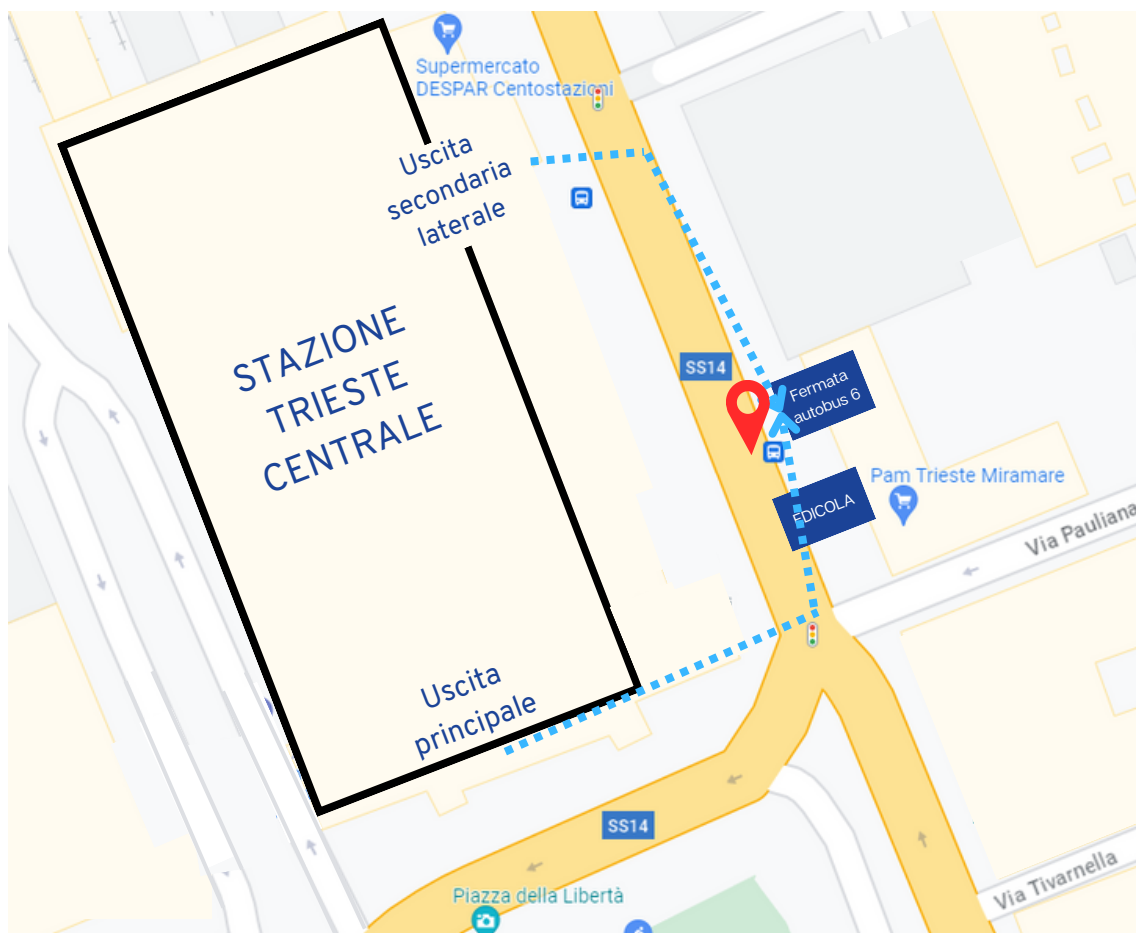 Supermercato
DESPAR Centostazioni
Uscita
secondaria
laterale
STAZIONE
TRIESTE
CENTRALE
SS14
Fermata
autobus 6
EDICOLA
Pam Trieste Miramare
Via Pauliana
Uscita
principale
SS14
Via Tivarnella
Piazza della Libertà